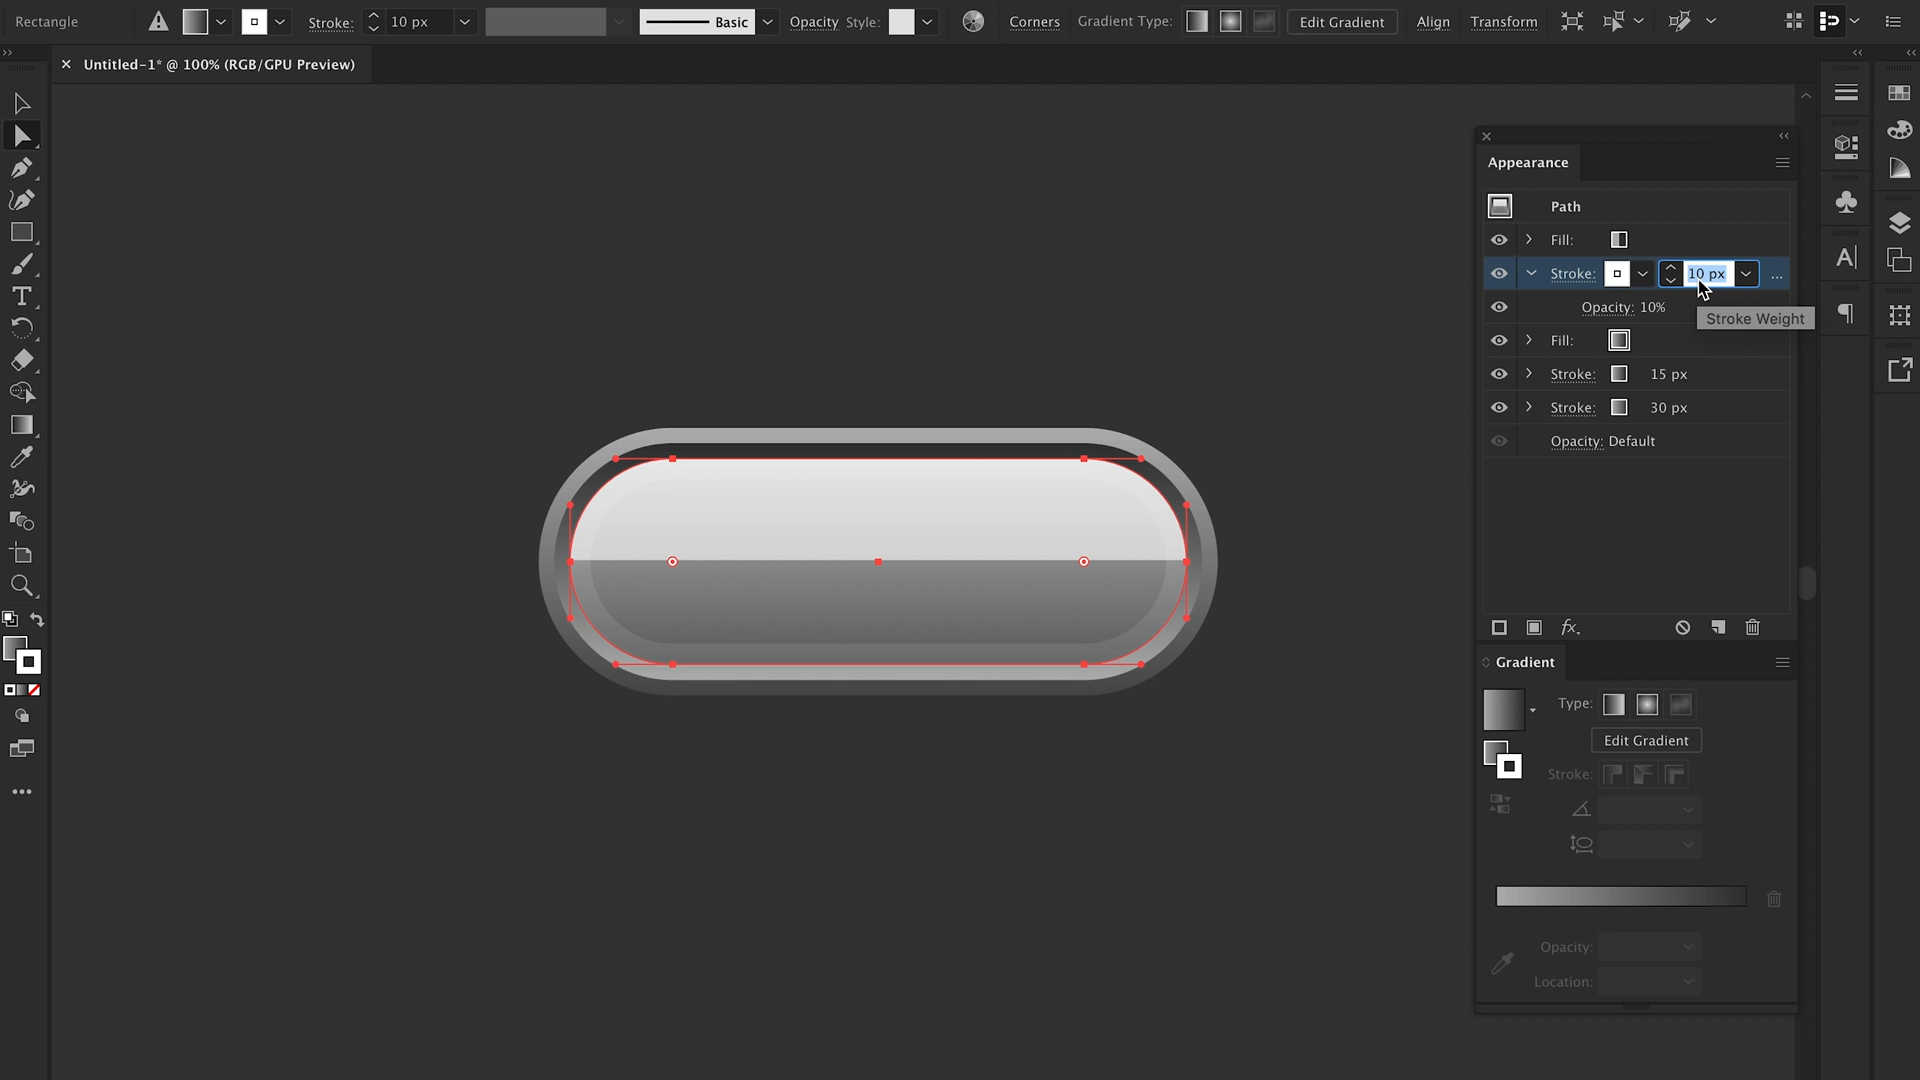 Rectangle Stroke: 10 px Basic Opacity Style: Corners Gradient Type: Edit Gradient Align Transform
Untitled-1* @ 100% (RGB/GPU Preview)
Appearance
Path
Fill:
Stroke: 10 px ...
Opacity: 10%
Stroke Weight
Fill:
Stroke: 15 px
Stroke: 30 px
Opacity: Default
fx.
Gradient
Type:
Edit Gradient
Stroke:
Opacity:
Location: